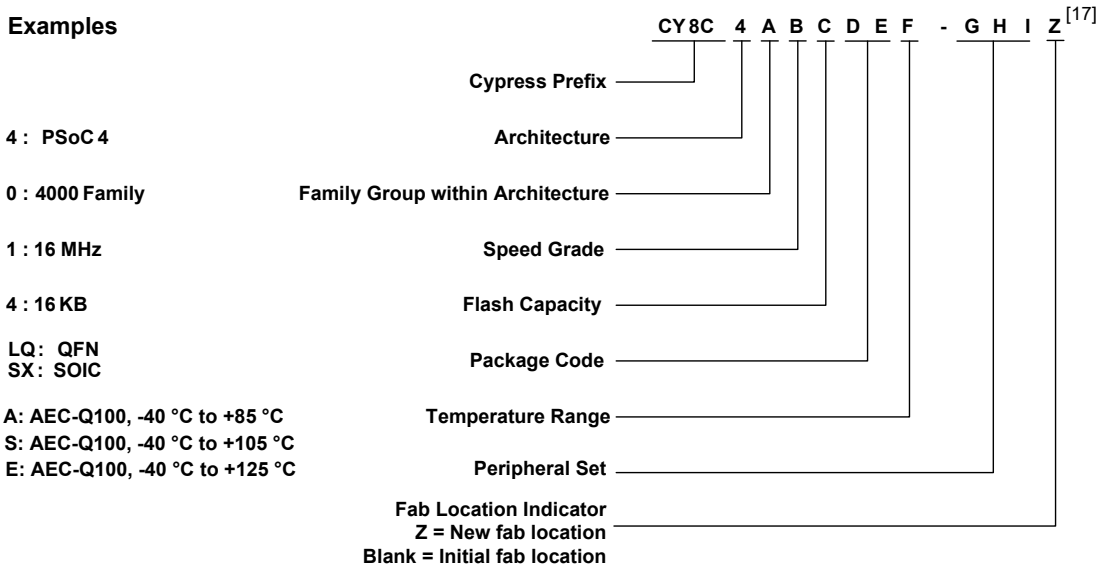 Examples
CY8C 4 A B C D E F - G H I Z [17]
Cypress Prefix
4 : PSoC 4
Architecture
0 : 4000 Family
Family Group within Architecture
1 : 16 MHz
Speed Grade
4 : 16 KB
Flash Capacity
LQ: QFN
SX: SOIC
Package Code
A: AEC-Q100, -40 °C to +85 °C
Temperature Range
S: AEC-Q100, -40 °C to +105 °C
E: AEC-Q100, -40 °C to +125 °C
Peripheral Set
Fab Location Indicator
Z = New fab location
Blank = Initial fab location